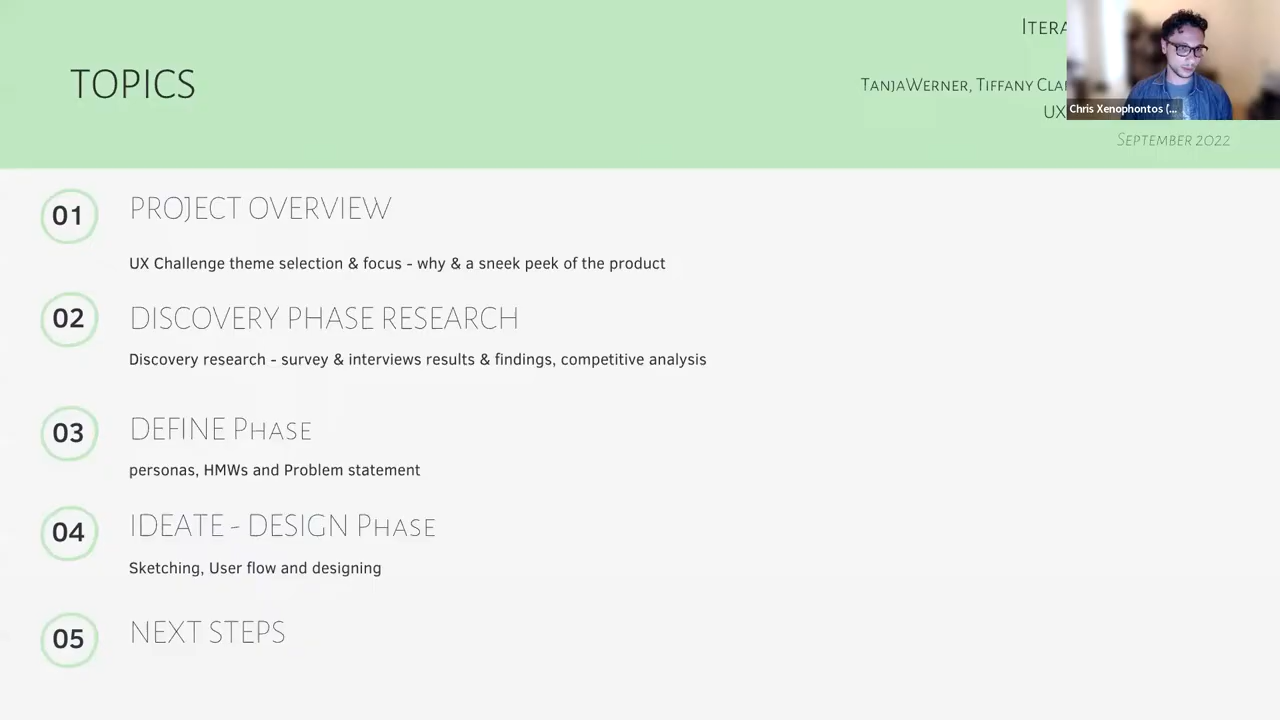 TOPICS
TanjaWerner, Tiffany
UX
Chris Xenophontos (...
September 2022
01 PROJECT OVERVIEW
UX Challenge theme selection & focus - why & a sneek peek of the product
02 DISCOVERY PHASE RESEARCH
Discovery research - survey & interviews results & findings, competitive analysis
03 DEFINE Phase
personas, HMWs and Problem statement
04 IDEATE - DESIGN Phase
Sketching, User flow and designing
05 NEXT STEPS